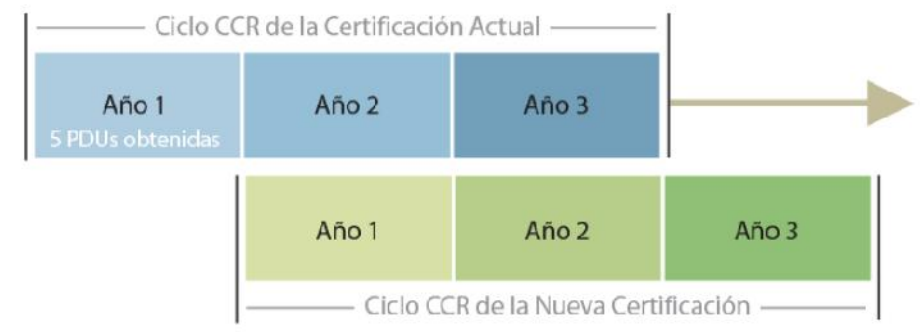 Ciclo CCR de la Certificación Actual
Año 1
5 PDUs obtenidas
Año 2
Año 3
Año 1
Año 2
Año 3
Ciclo CCR de la Nueva Certificación